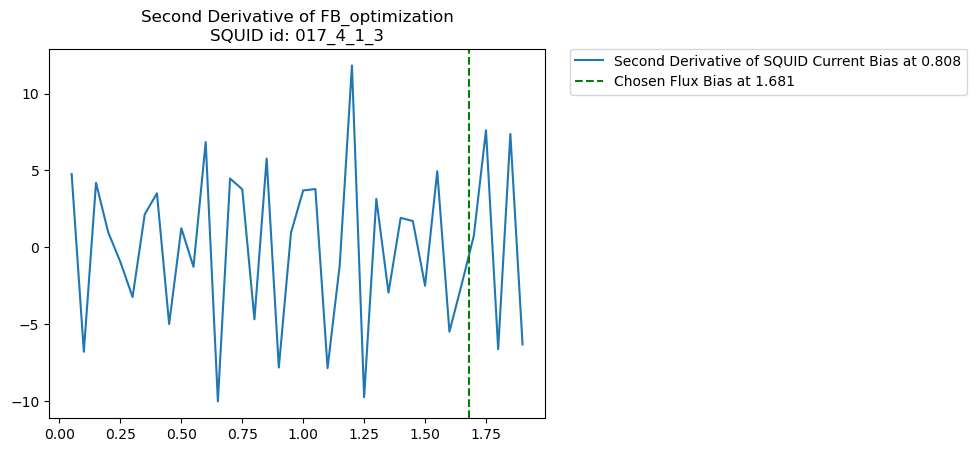 Second Derivative of FB_optimization
SQUID id: 017_4_1_3
Second Derivative of SQUID Current Bias at 0.808
Chosen Flux Bias at 1.681
10
5
0
−5
−10
0.00 0.25 0.50 0.75 1.00 1.25 1.50 1.75